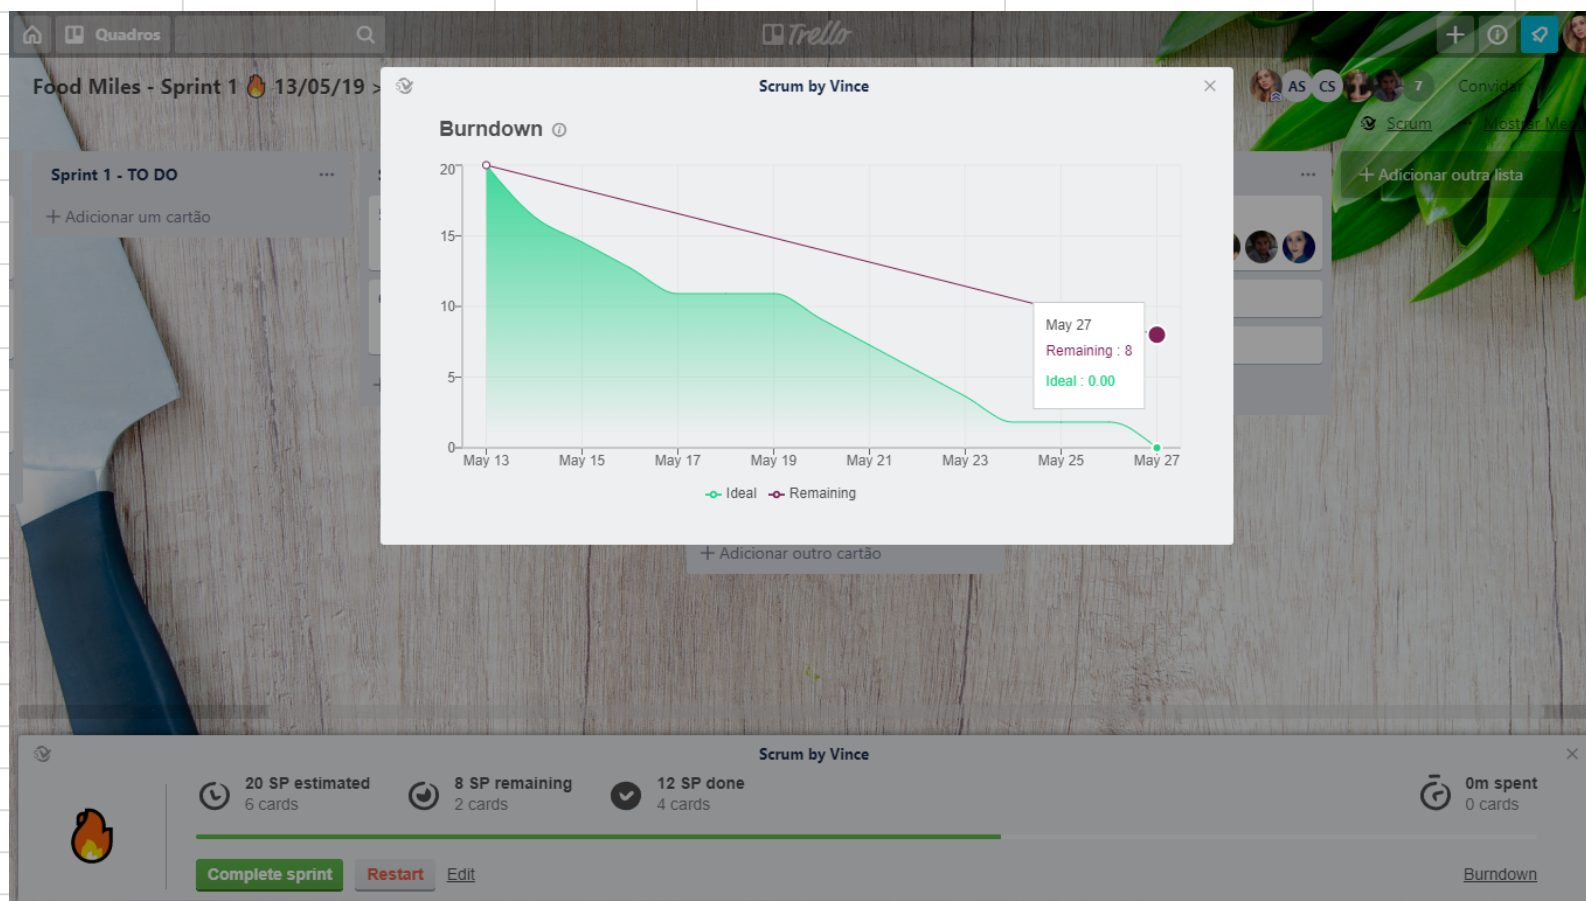 Quadros
Trello
Food Miles - Sprint 1 🔥 13/05/19 >
Scrum by Vince
AS CS 7 Convidar
Scrum
Mostrar Men
Burndown
Sprint 1 - TO DO
+ Adicionar um cartão
+ Adicionar outra lista
20
15
10
5
0
May 27
Remaining : 8
Ideal : 0.00
May 13 May 15 May 17 May 19 May 21 May 23 May 25 May 27
Ideal Remaining
+ Adicionar outro cartão
Scrum by Vince
20 SP estimated
6 cards
8 SP remaining
2 cards
12 SP done
4 cards
0m spent
0 cards
Complete sprint Restart Edit
Burndown